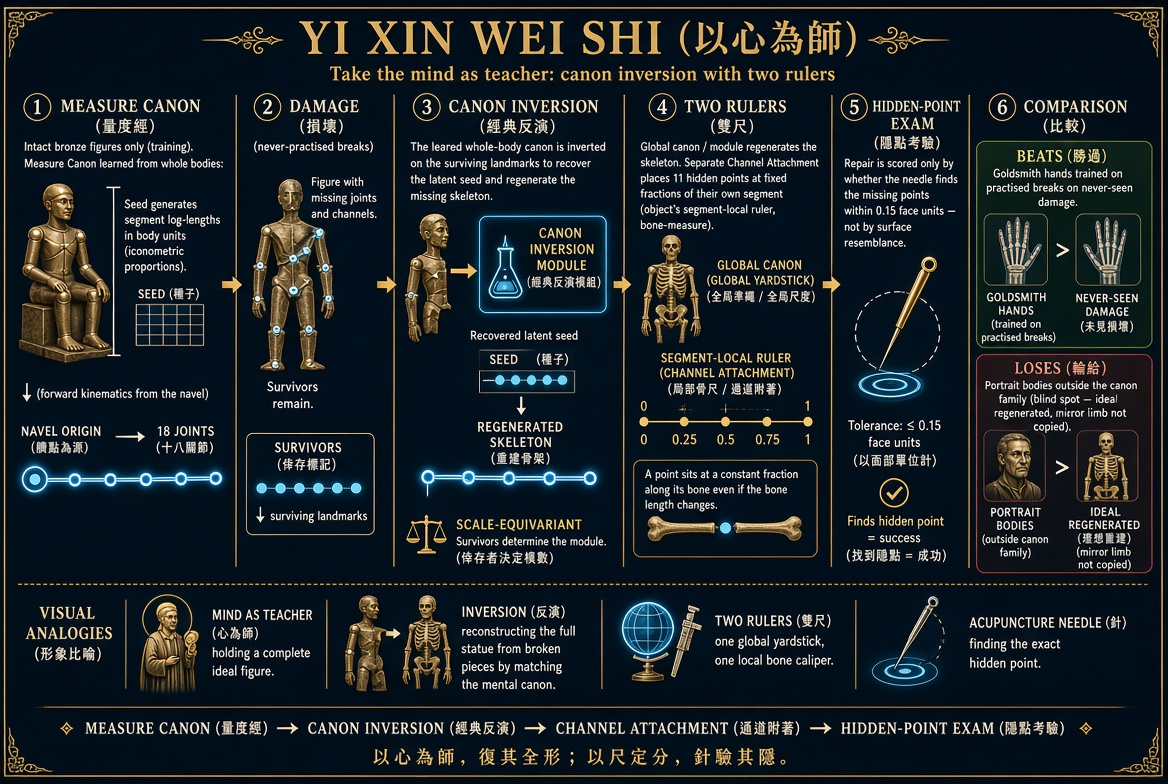 YI XIN WEI SHI (以心為師)
Take the mind as teacher: canon inversion with two rulers
1 MEASURE CANON
(量度經)
Intact bronze figures only (training).
Measure Canon learned from whole bodies:
Seed generates
segment log-lengths
in body units
(iconometric
proportions).
SEED (種子)
↓ (forward kinematics from the navel)
NAVEL ORIGIN → 18 JOINTS
(臍點為源) (十八關節)
2 DAMAGE
(損壞)
(never-practised breaks)
Figure with
missing joints
and channels.
Survivors
remain.
SURVIVORS
(倖存標記)
↓ surviving landmarks
3 CANON INVERSION
(經典反演)
The leared whole-body canon is inverted
on the surviving landmarks to recover
the latent seed and regenerate the
missing skeleton.
CANON
INVERSION
MODULE
(經典反演模組)
Recovered latent seed
SEED (種子)
REGENERATED
SKELETON
(重建骨架)
SCALE-EQUIVARIANT
Survivors determine the module.
(倖存者決定模數)
4 TWO RULERS
(雙尺)
Global canon / module regenerates the
skeleton. Separate Channel Attachment
places 11 hidden points at fixed
fractions of their own segment
(object's segment-local ruler,
bone-measure).
GLOBAL CANON
(GLOBAL YARDSTICK)
(全局準繩 / 全局尺度)
SEGMENT-LOCAL RULER
(CHANNEL ATTACHMENT)
(局部骨尺 / 通道附著)
0 1
0 0.25 0.5 0.75 1
A point sits at a constant fraction
along its bone even if the bone
length changes.
5 HIDDEN-POINT
EXAM
(隱點考驗)
Repair is scored only by
whether the needle finds
the missing points
within 0.15 face units —
not by surface
resemblance.
Tolerance: ≤ 0.15
face units
(以面部單位計)
Finds hidden point
= success
(找到隱點 = 成功)
6 COMPARISON
(比較)
BEATS (勝過)
Goldsmith hands trained on
practised breaks on never-seen
damage.
>
GOLDSMITH
HANDS
(trained on
practised breaks)
NEVER-SEEN
DAMAGE
(未見損壞)
LOSES (輸給)
Portrait bodies outside the canon
family (blind spot — ideal
regenerated, mirror limb not
copied).
>
PORTRAIT
BODIES
(outside canon
family)
IDEAL
REGENERATED
(mirror limb
not copied)
VISUAL
ANALOGIES
(形象比喻)
MIND AS TEACHER
(心為師)
holding a complete
ideal figure.
INVERSION (反演)
reconstructing the full
statue from broken
pieces by matching
the mental canon.
TWO RULERS (雙尺)
one global yardstick,
one local bone caliper.
ACUPUNCTURE NEEDLE (針)
finding the exact
hidden point.
MEASURE CANON (量度經) → CANON INVERSION (經典反演) → CHANNEL ATTACHMENT (通道附著) → HIDDEN-POINT EXAM (隱點考驗)
以心為師，復其全形；以尺定分，針驗其隱。